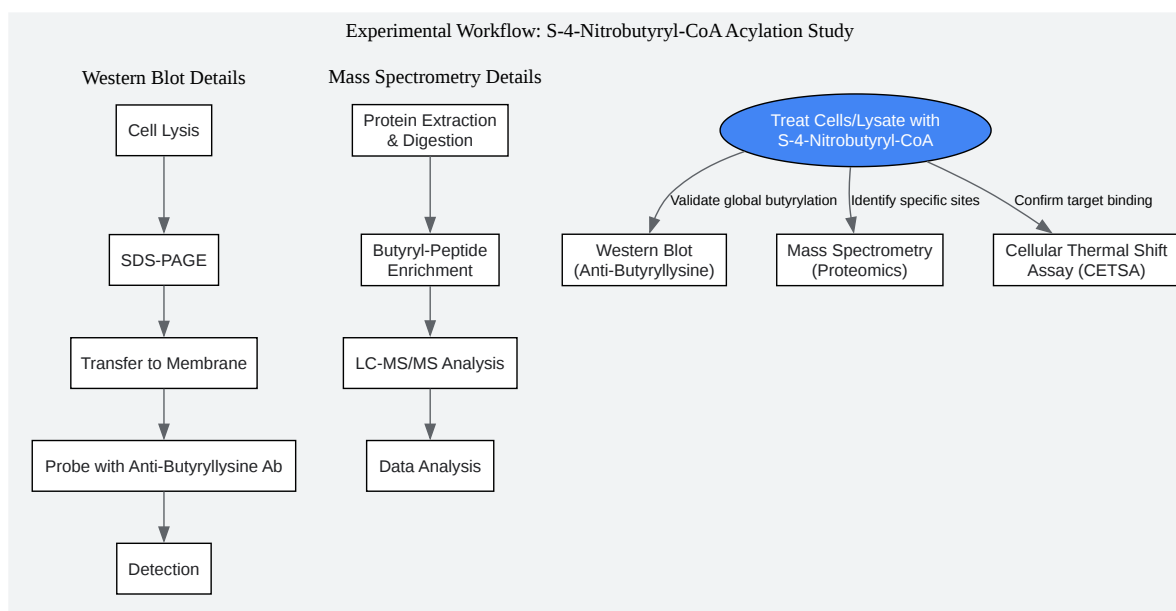 Experimental Workflow: S-4-Nitrobutyryl-CoA Acylation Study
Western Blot Details
Cell Lysis
SDS-PAGE
Transfer to Membrane
Probe with Anti-Butyryllysine Ab
Detection
Mass Spectrometry Details
Protein Extraction
& Digestion
Butyryl-Peptide
Enrichment
LC-MS/MS Analysis
Data Analysis
Treat Cells/Lysate with
S-4-Nitrobutyryl-CoA
Validate global butyrylation
Identify specific sites
Confirm target binding
Western Blot
(Anti-Butyryllysine)
Mass Spectrometry
(Proteomics)
Cellular Thermal Shift
Assay (CETSA)